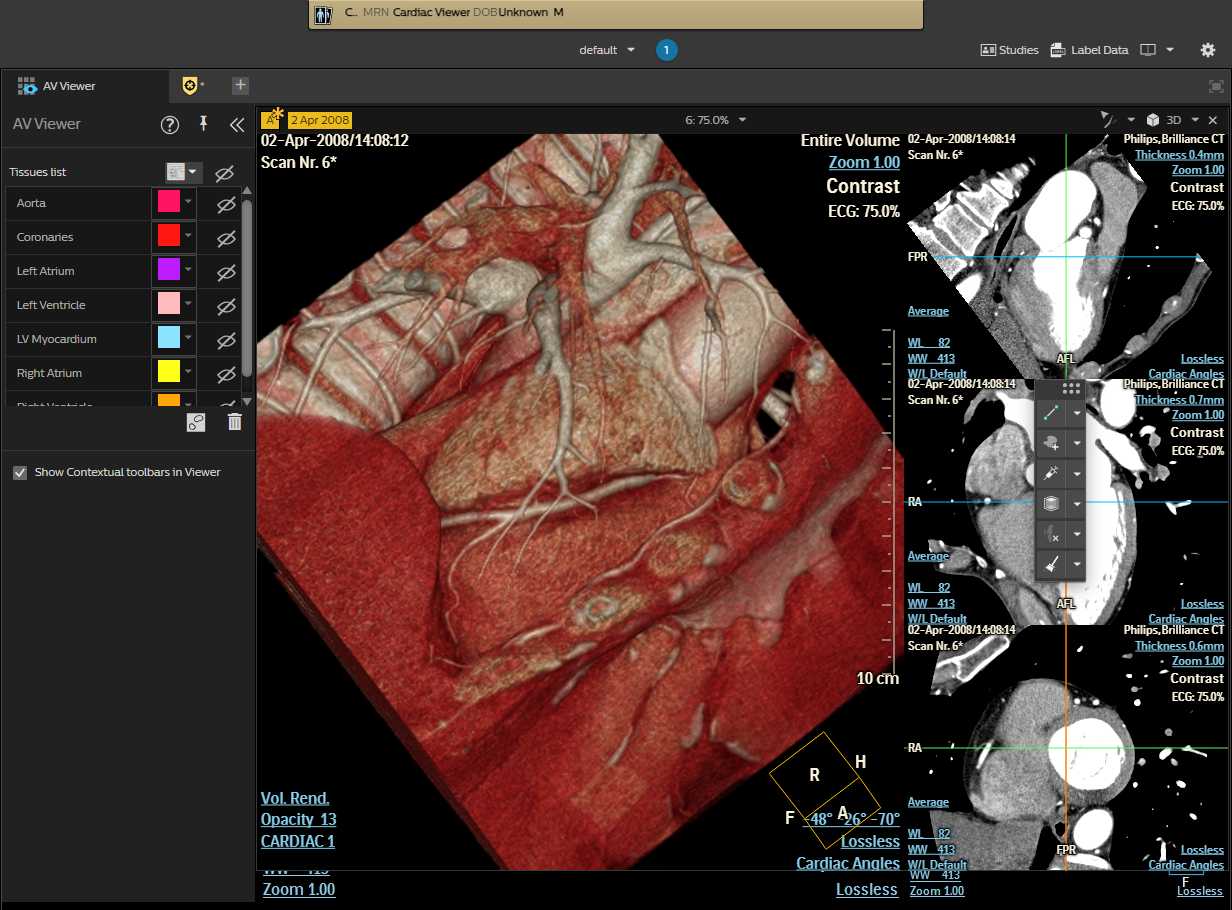 C.. MRN Cardiac Viewer DOB Unknown M
default 1 Studies Label Data
AV Viewer
AV Viewer
Tissues list
Aorta
Coronaries
Left Atrium
Left Ventricle
LV Myocardium
Right Atrium
Show Contextual toolbars in Viewer
A 2 Apr 2008
6: 75.0%
3D
02-Apr-2008/14:08:12
Scan Nr. 6*
Entire Volume
Zoom 1.00
Contrast
ECG: 75.0%
10 cm
R
H
F
A
-48° -26° -70°
Lossless
Cardiac Angles
Vol. Rend.
Opacity 13
CARDIAC 1
Zoom 1.00
Lossless
02-Apr-2008/14:08:14
Scan Nr. 6*
Philips,Brilliance CT
Thickness 0.4mm
Zoom 1.00
Contrast
ECG: 75.0%
FPR
Average
WL 82
WW 413
W/L Default
AFL
Lossless
Cardiac Angles
02-Apr-2008/14:08:14
Scan Nr. 6*
Philips,Brilliance CT
Thickness 0.7mm
Zoom 1.00
Contrast
ECG: 75.0%
RA
Average
WL 82
WW 413
W/L Default
AFL
Lossless
Cardiac Angles
02-Apr-2008/14:08:14
Scan Nr. 6*
Philips,Brilliance CT
Thickness 0.6mm
Zoom 1.00
Contrast
ECG: 75.0%
RA
Average
WL 82
WW 413
W/L Default
FPR
Lossless
Cardiac Angles
WW 413
Zoom 1.00
F
Lossless